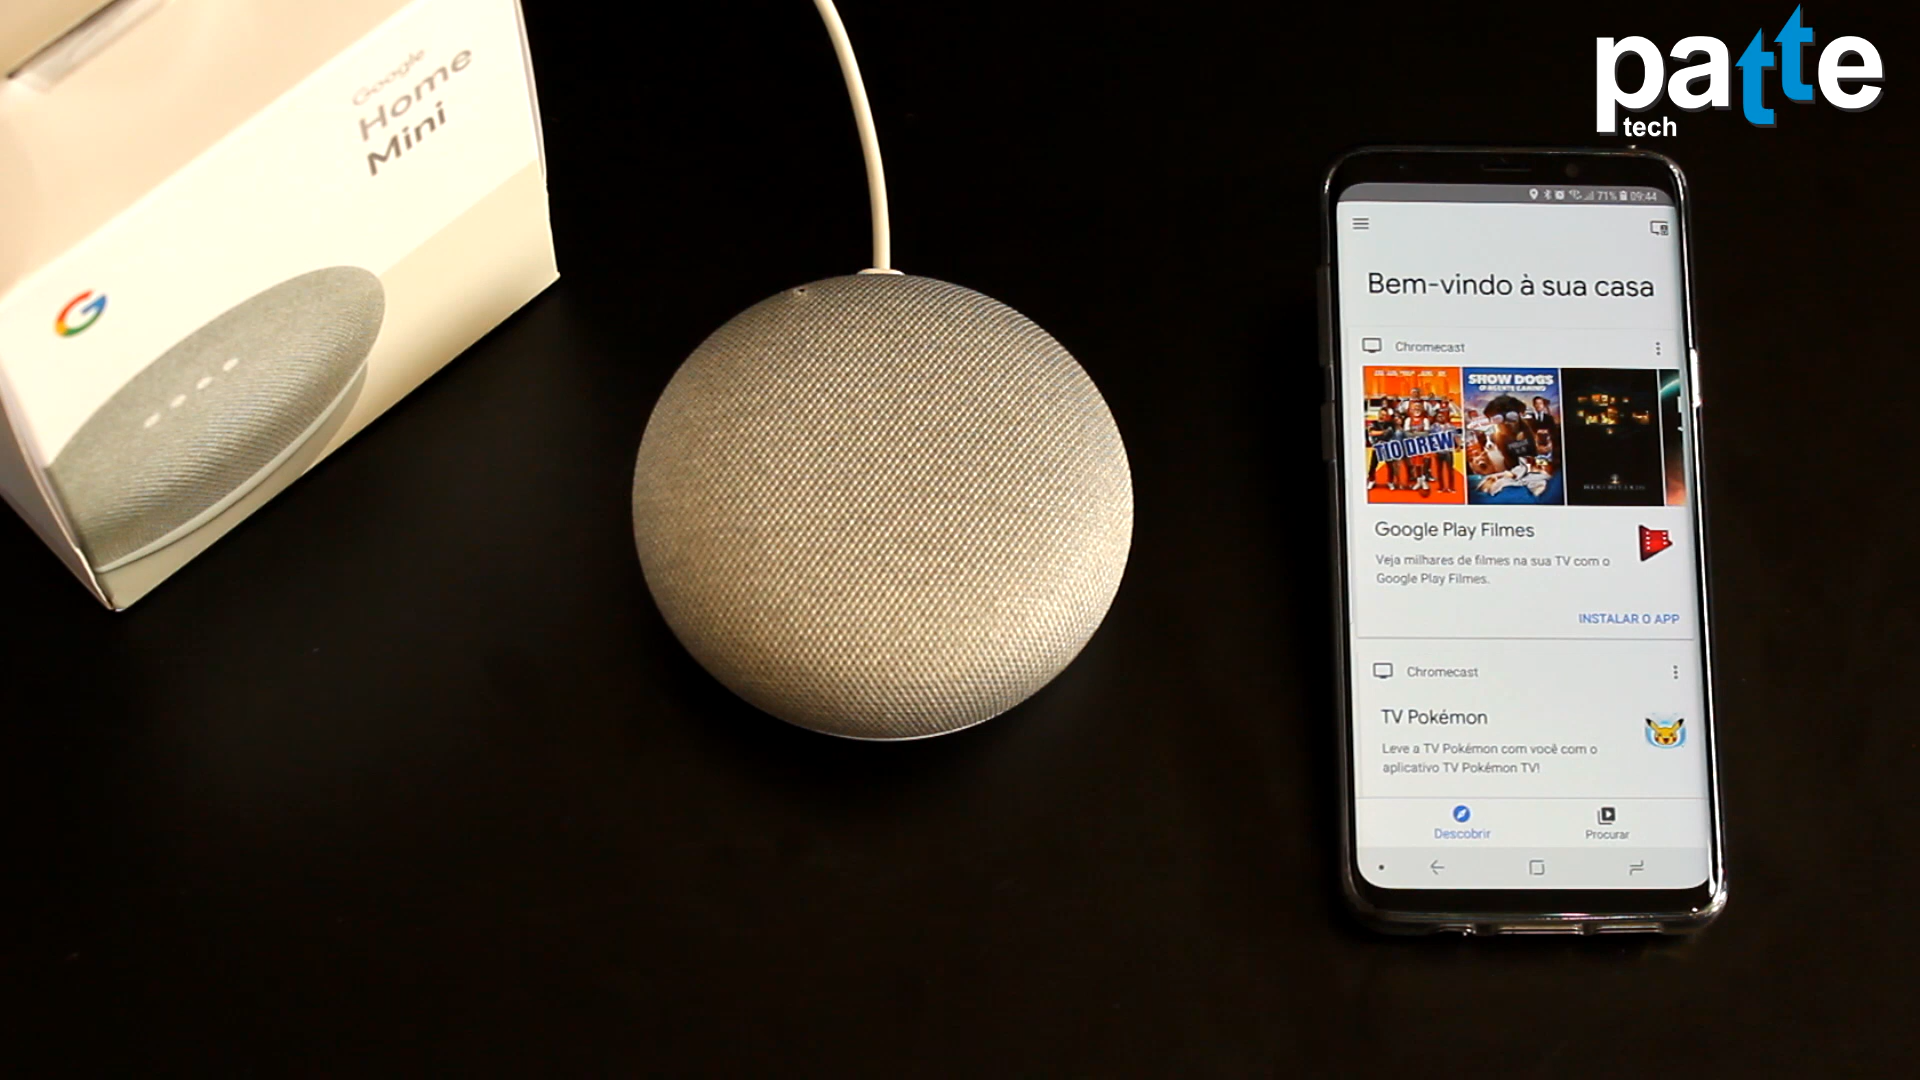 Google
Home
Mini
G
patte
tech
71% 09:44
Bem-vindo à sua casa
Chromecast
TIO DREW
SHOW DOGS
O AGENTE CANINO
Google Play Filmes
Veja milhares de filmes na sua TV com o
Google Play Filmes.
INSTALAR O APP
Chromecast
TV Pokémon
Leve a TV Pokémon com você com o
aplicativo TV Pokémon TV!
Descobrir
Procurar